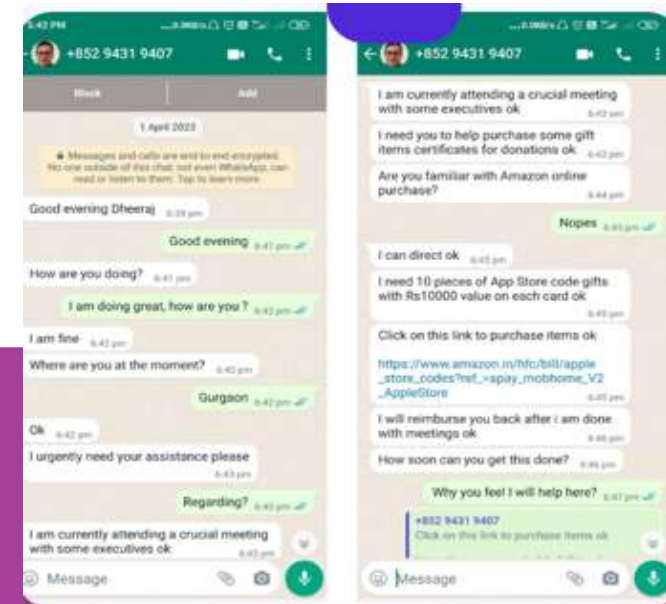 5:42 PM
+852 9431 9407
Block
Add
1 April 2022
Messages and calls are end-to-end encrypted.
No one outside of this chat, not even WhatsApp, can
read or listen to them. Tap to learn more.
Good evening Dheeraj
6:39 pm
Good evening 6:41 pm
How are you doing? 6:41 pm
I am doing great, how are you ? 6:42 pm
I am fine 6:42 pm
Where are you at the moment? 6:42 pm
Gurgaon 6:42 pm
Ok 6:42 pm
I urgently need your assistance please
6:43 pm
Regarding? 6:43 pm
I am currently attending a crucial meeting
with some executives ok 6:43 pm
Message
+852 9431 9407
I am currently attending a crucial meeting
with some executives ok 6:43 pm
I need you to help purchase some gift
items certificates for donations ok 6:43 pm
Are you familiar with Amazon online
purchase? 6:44 pm
Nopes 6:45 pm
I can direct ok 6:45 pm
I need 10 pieces of App Store code gifts
with Rs10000 value on each card ok
6:45 pm
Click on this link to purchase items ok
https://www.amazon.in/hfc/bill/apple
_store_codes?ref_=apay_mobhome_V2
_AppleStore
6:45 pm
I will reimburse you back after i am done
with meetings ok 6:46 pm
How soon can you get this done? 6:46 pm
Why you feel I will help here? 6:47 pm
+852 9431 9407
Click on this link to purchase items ok
Message